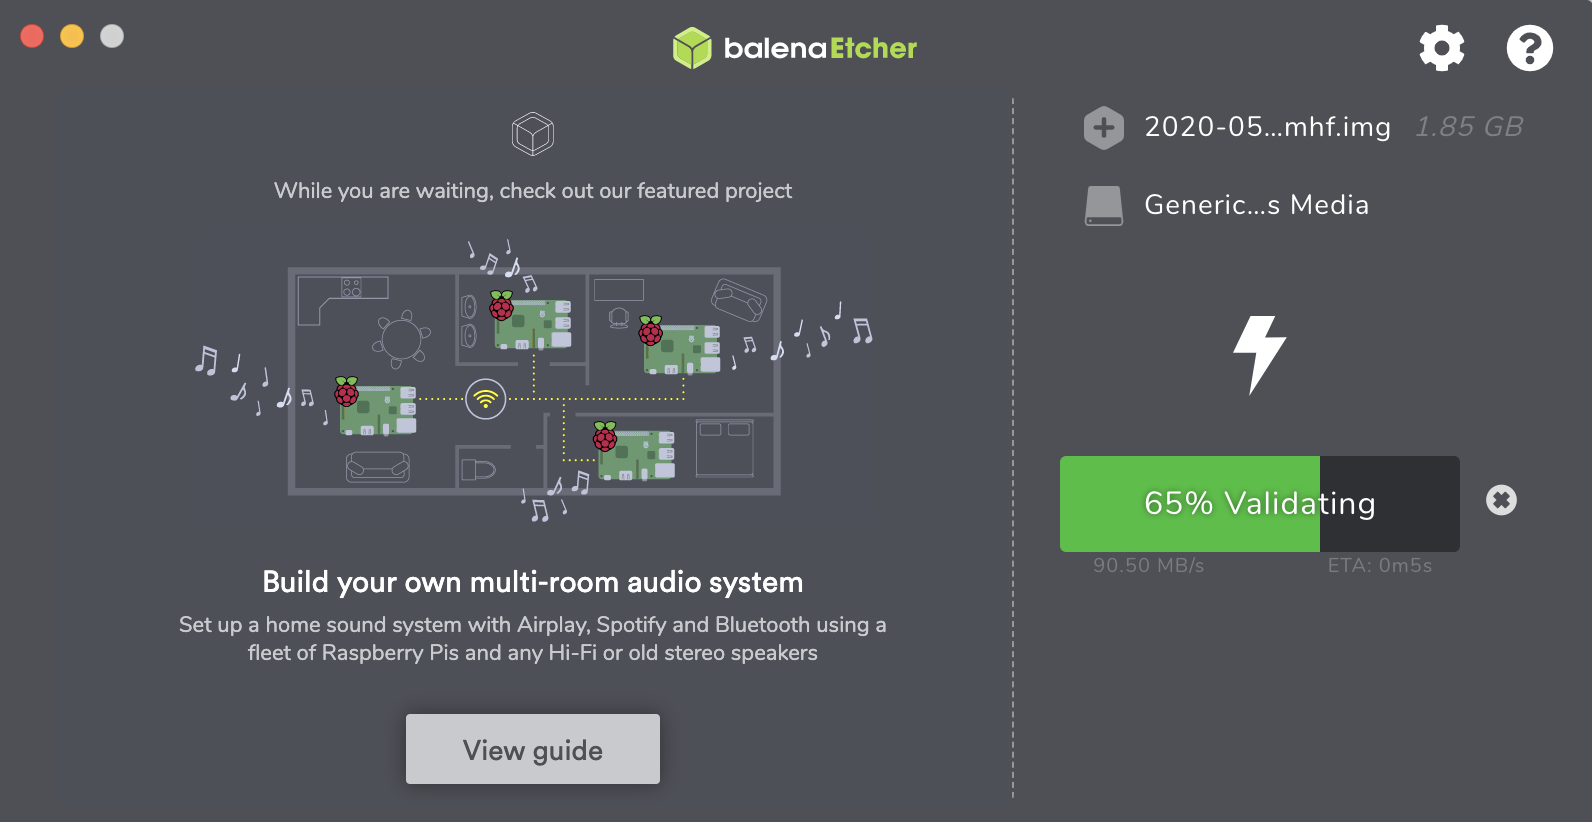 balenaEtcher
While you are waiting, check out our featured project
Build your own multi-room audio system
Set up a home sound system with Airplay, Spotify and Bluetooth using a
fleet of Raspberry Pis and any Hi-Fi or old stereo speakers
View guide
2020-05...mhf.img 1.85 GB
Generic...s Media
65% Validating
90.50 MB/s ETA: 0m5s